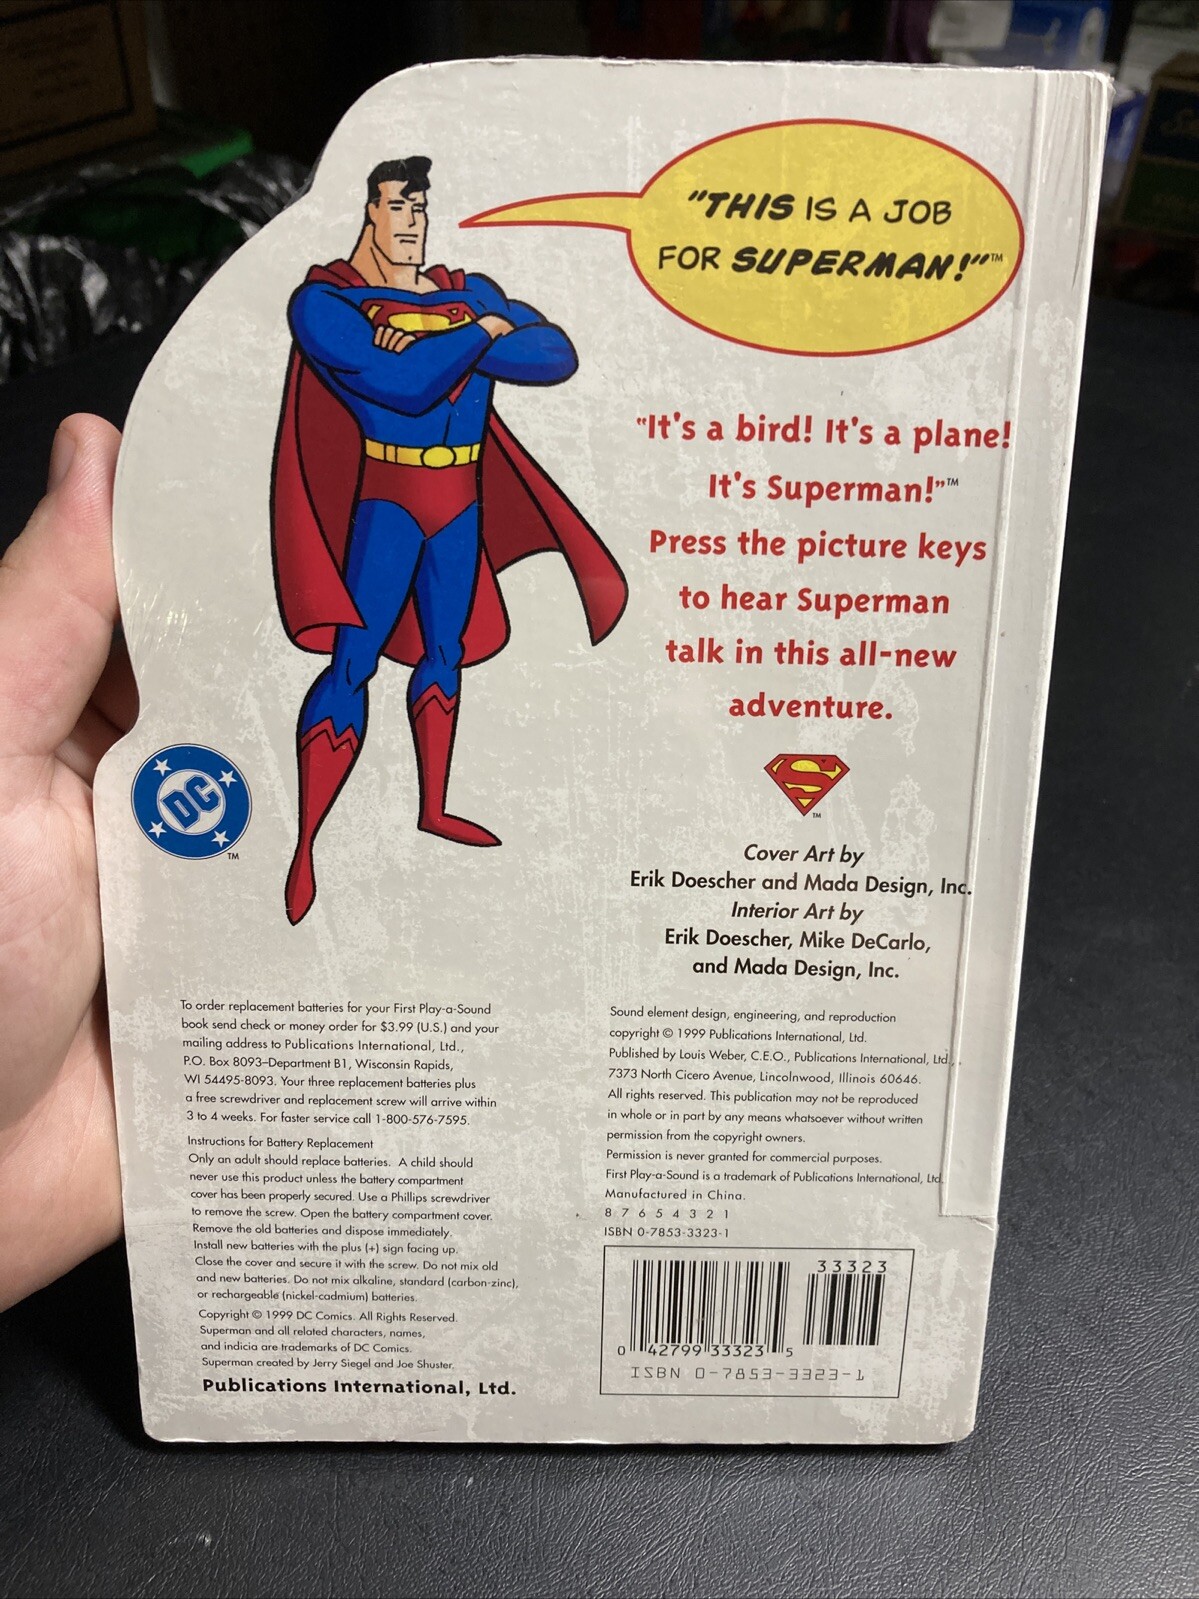 "THIS IS A JOB
FOR SUPERMAN!"™
"It's a bird! It's a plane!
It's Superman!"™
Press the picture keys
to hear Superman
talk in this all-new
adventure.
S
TM
DC
TM
Cover Art by
Erik Doescher and Mada Design, Inc.
Interior Art by
Erik Doescher, Mike DeCarlo,
and Mada Design, Inc.
To order replacement batteries for your First Play-a-Sound
book send check or money order for $3.99 (U.S.) and your
mailing address to Publications International, Ltd.,
P.O. Box 8093–Department B1, Wisconsin Rapids,
WI 54495-8093. Your three replacement batteries plus
a free screwdriver and replacement screw will arrive within
3 to 4 weeks. For faster service call 1-800-576-7595.
Instructions for Battery Replacement
Only an adult should replace batteries. A child should
never use this product unless the battery compartment
cover has been properly secured. Use a Phillips screwdriver
to remove the screw. Open the battery compartment cover.
Remove the old batteries and dispose immediately.
Install new batteries with the plus (+) sign facing up.
Close the cover and secure it with the screw. Do not mix old
and new batteries. Do not mix alkaline, standard (carbon-zinc),
or rechargeable (nickel-cadmium) batteries.
Copyright © 1999 DC Comics. All Rights Reserved.
Superman and all related characters, names,
and indicia are trademarks of DC Comics.
Superman created by Jerry Siegel and Joe Shuster.
Publications International, Ltd.
Sound element design, engineering, and reproduction
copyright © 1999 Publications International, Ltd.
Published by Louis Weber, C.E.O., Publications International, Ltd.,
7373 North Cicero Avenue, Lincolnwood, Illinois 60646.
All rights reserved. This publication may not be reproduced
in whole or in part by any means whatsoever without written
permission from the copyright owners.
Permission is never granted for commercial purposes.
First Play-a-Sound is a trademark of Publications International, Ltd.
Manufactured in China.
8 7 6 5 4 3 2 1
ISBN 0-7853-3323-1
33323
0 42799 33323 5
ISBN 0-7853-3323-1